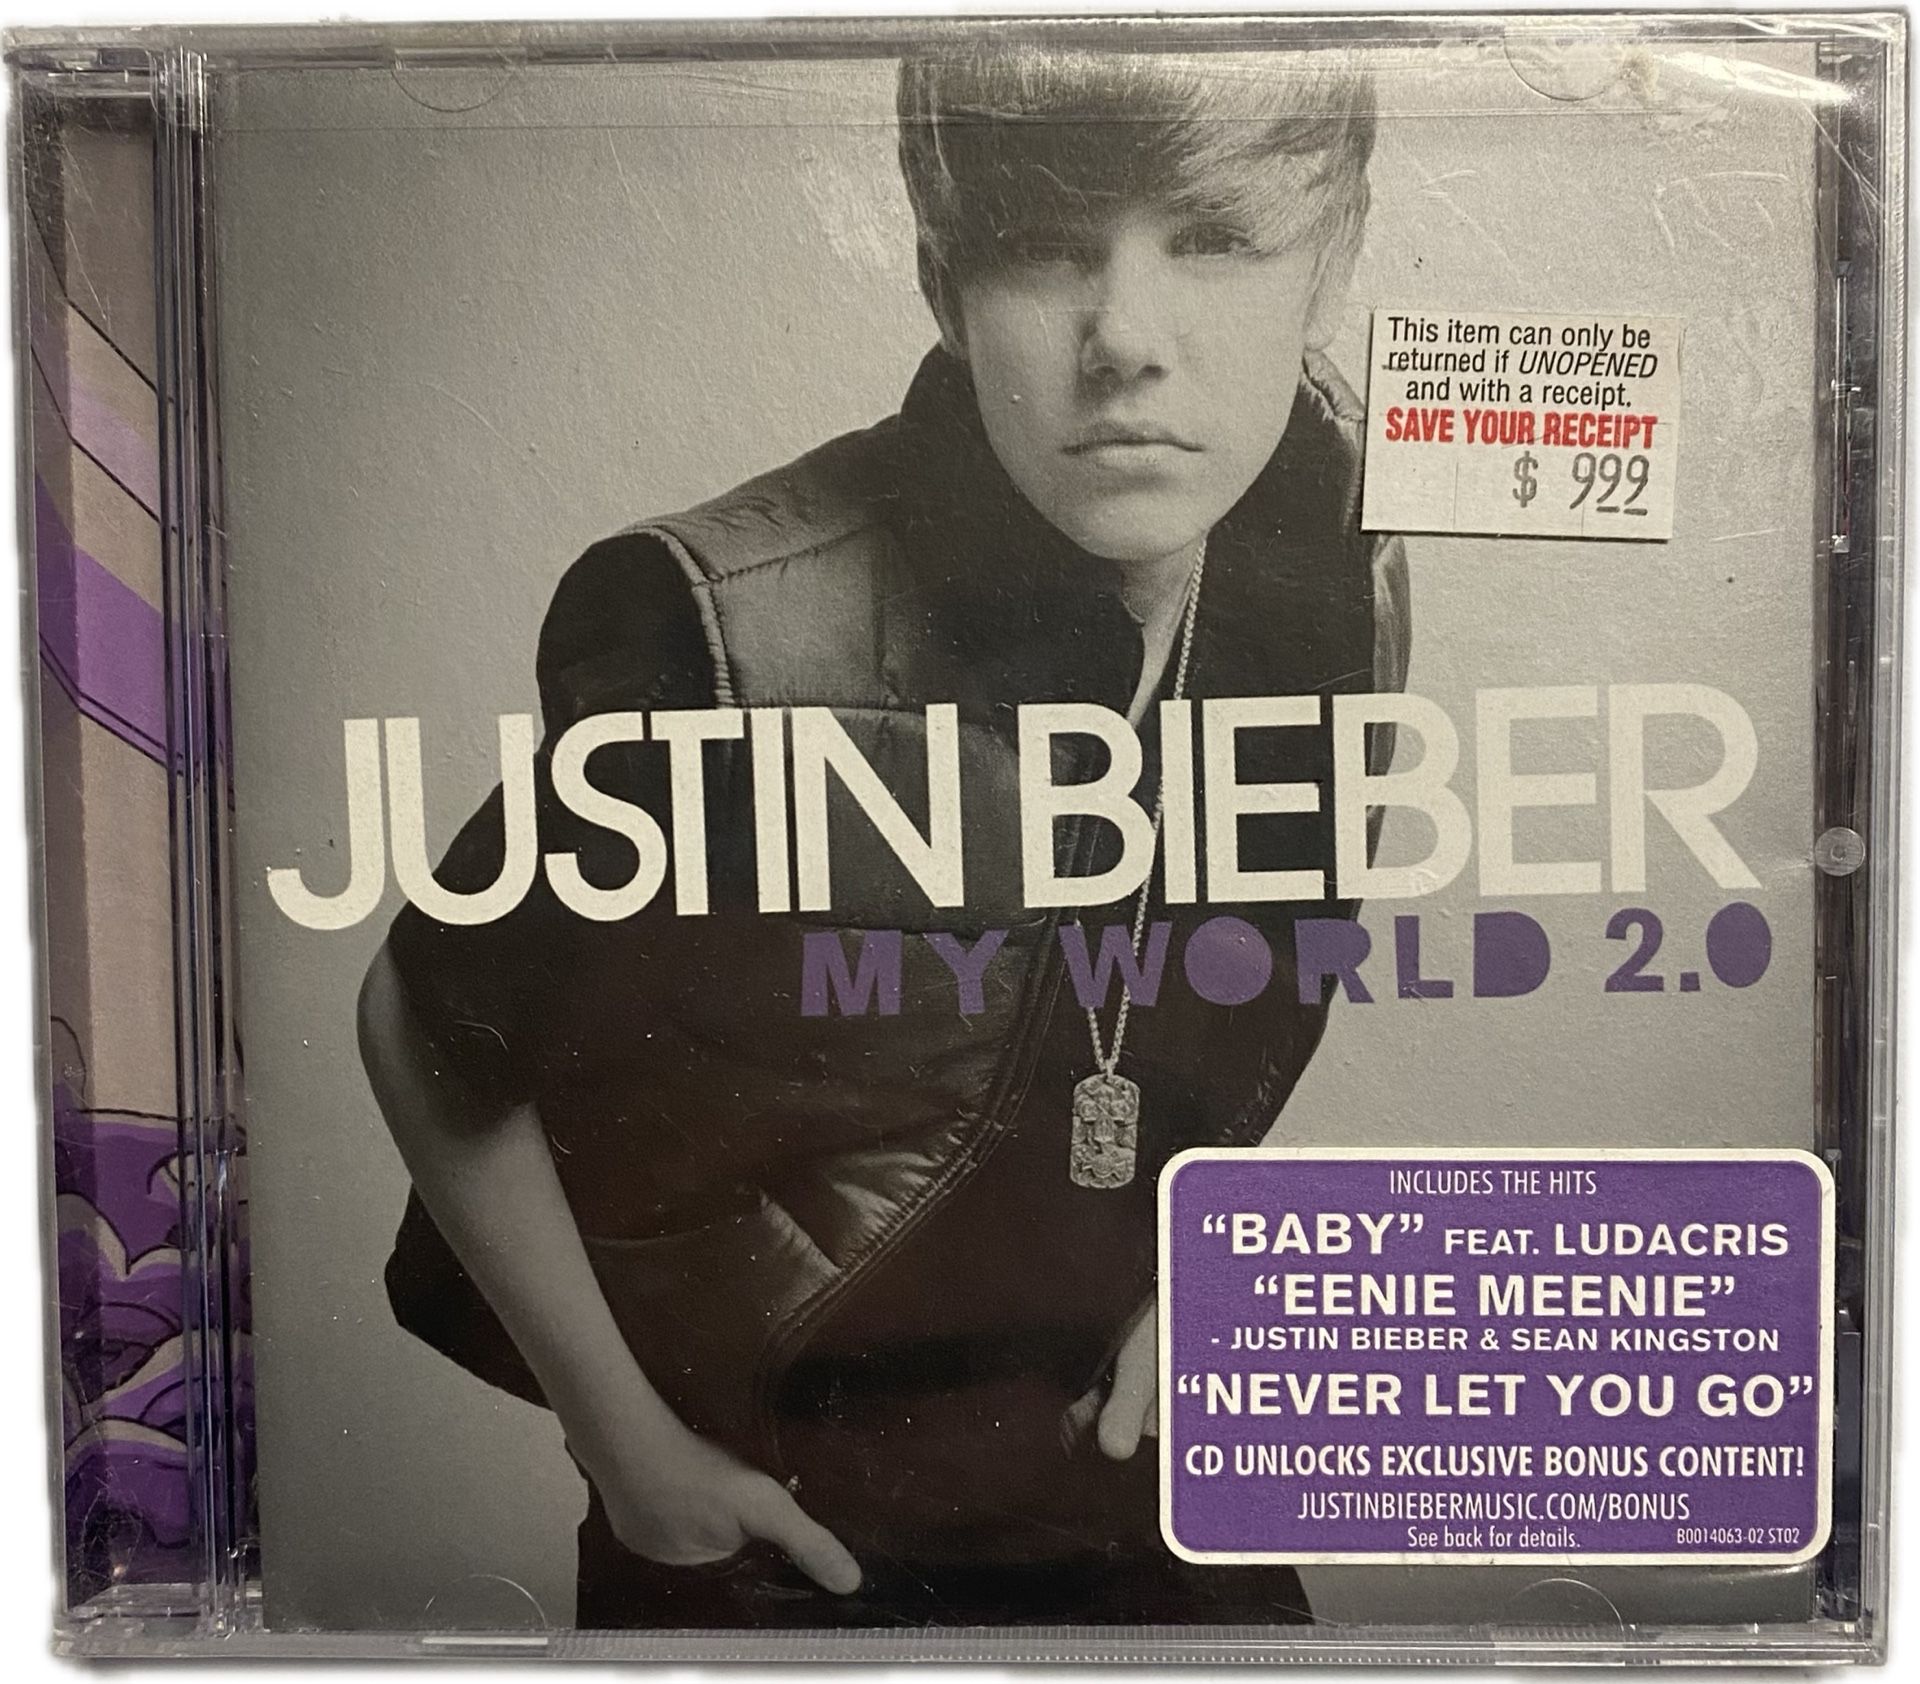 This item can only be
returned if UNOPENED
and with a receipt.
SAVE YOUR RECEIPT
$ 999
JUSTIN BIEBER
MY WORLD 2.0
INCLUDES THE HITS
“BABY” FEAT. LUDACRIS
“EENIE MEENIE”
- JUSTIN BIEBER & SEAN KINGSTON
“NEVER LET YOU GO”
CD UNLOCKS EXCLUSIVE BONUS CONTENT!
JUSTINBIEBERMUSIC.COM/BONUS
See back for details. B0014063-02 ST02